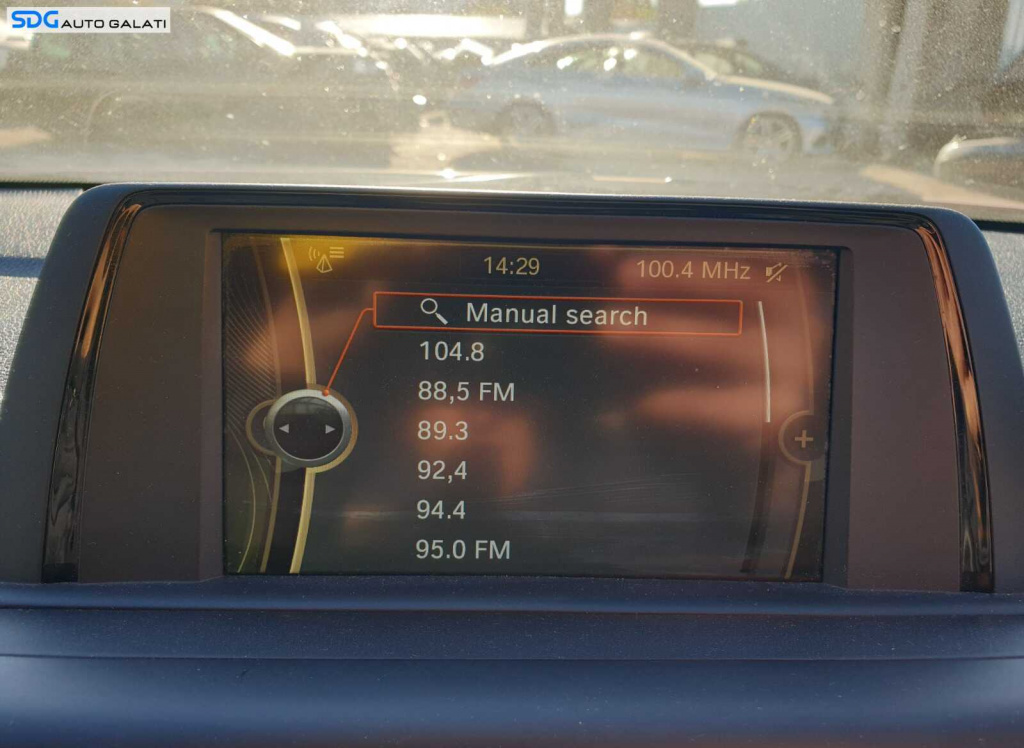 SDG AUTO GALATI
14:29
100.4 MHz
Manual search
104.8
88,5 FM
89.3
92,4
94.4
95.0 FM